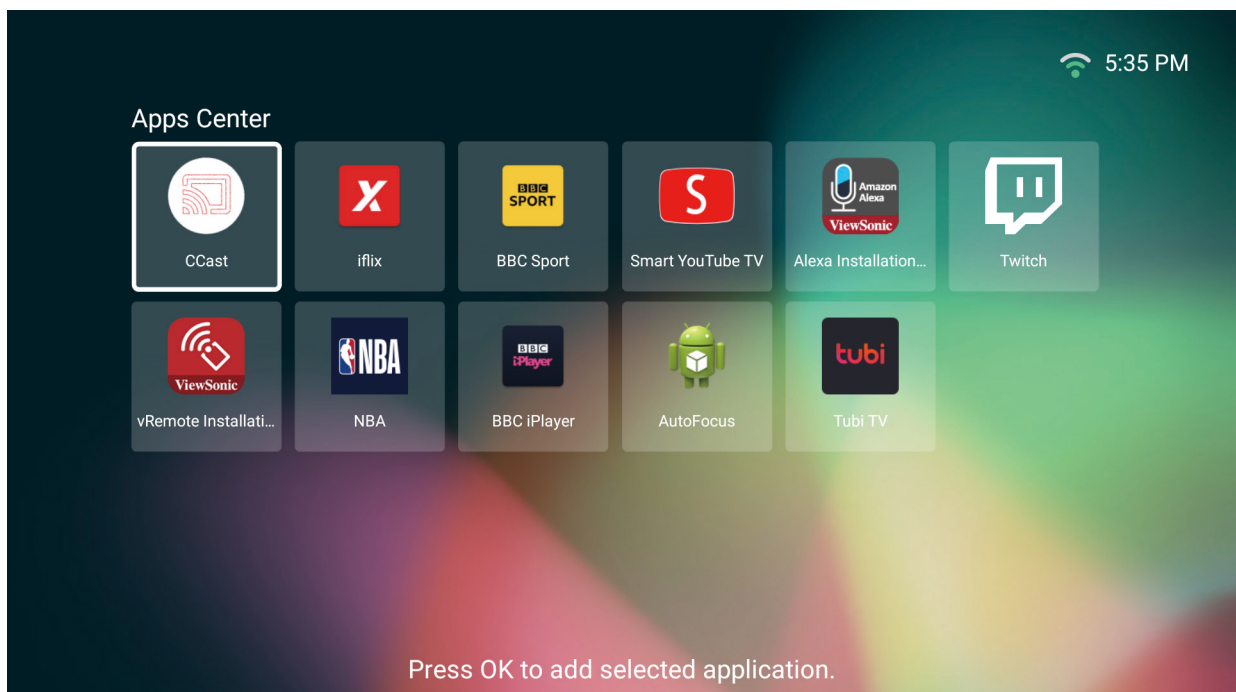 5:35 PM
Apps Center
CCast
X
iflix
BBC
SPORT
BBC Sport
S
Smart YouTube TV
Amazon
Alexa
ViewSonic
Alexa Installation...
Twitch
ViewSonic
vRemote Installati...
NBA
NBA
BBC
iPlayer
BBC iPlayer
AutoFocus
tubi
Tubi TV
Press OK to add selected application.